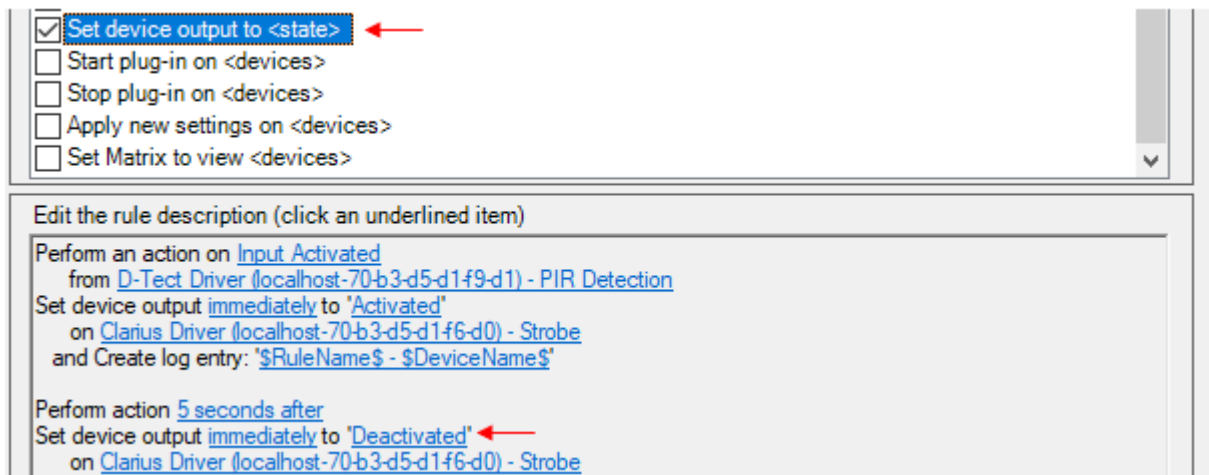 Set device output to <state>
Start plug-in on <devices>
Stop plug-in on <devices>
Apply new settings on <devices>
Set Matrix to view <devices>
Edit the rule description (click an underlined item)
Perform an action on Input Activated
from D-Tect Driver (localhost-70-b3-d5-d1-f9-d1) - PIR Detection
Set device output immediately to 'Activated'
on Clarius Driver (localhost-70-b3-d5-d1-f6-d0) - Strobe
and Create log entry: '$RuleName$ - $DeviceName$'
Perform action 5 seconds after
Set device output immediately to 'Deactivated'
on Clarius Driver (localhost-70-b3-d5-d1-f6-d0) - Strobe